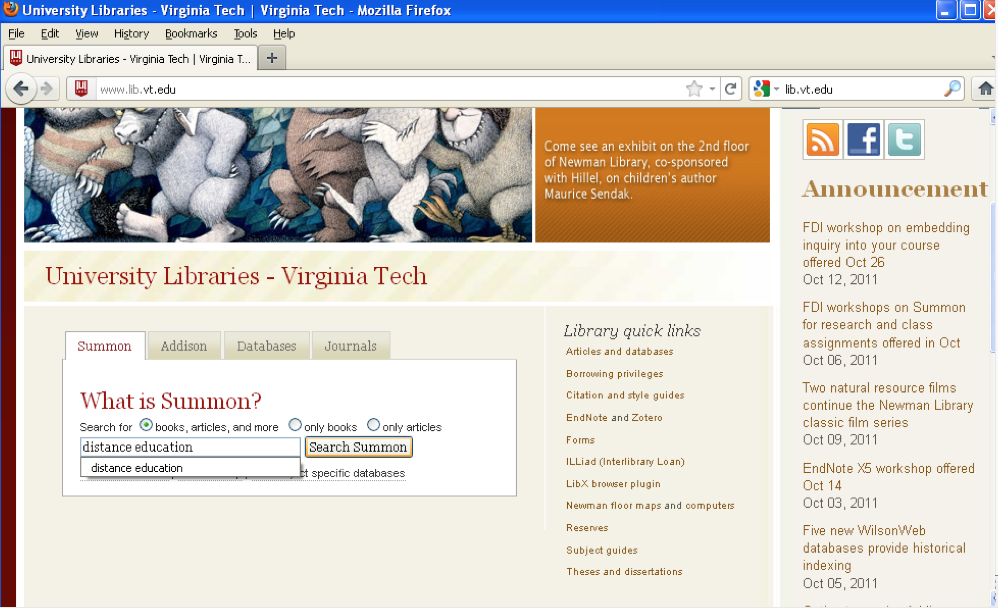 University Libraries - Virginia Tech | Virginia Tech - Mozilla Firefox
File Edit View History Bookmarks Tools Help
University Libraries - Virginia Tech | Virginia T...
www.lib.vt.edu
lib.vt.edu
Come see an exhibit on the 2nd floor
of Newman Library, co-sponsored
with Hillel, on children's author
Maurice Sendak.
University Libraries - Virginia Tech
Summon Addison Databases Journals
What is Summon?
Search for books, articles, and more only books only articles
distance education Search Summon
distance education
specific databases
Library quick links
Articles and databases
Borrowing privileges
Citation and style guides
EndNote and Zotero
Forms
ILLiad (Interlibrary Loan)
LibX browser plugin
Newman floor maps and computers
Reserves
Subject guides
Theses and dissertations
Announcement
FDI workshop on embedding
inquiry into your course
offered Oct 26
Oct 12, 2011
FDI workshops on Summon
for research and class
assignments offered in Oct
Oct 06, 2011
Two natural resource films
continue the Newman Library
classic film series
Oct 09, 2011
EndNote X5 workshop offered
Oct 14
Oct 03, 2011
Five new WilsonWeb
databases provide historical
indexing
Oct 05, 2011